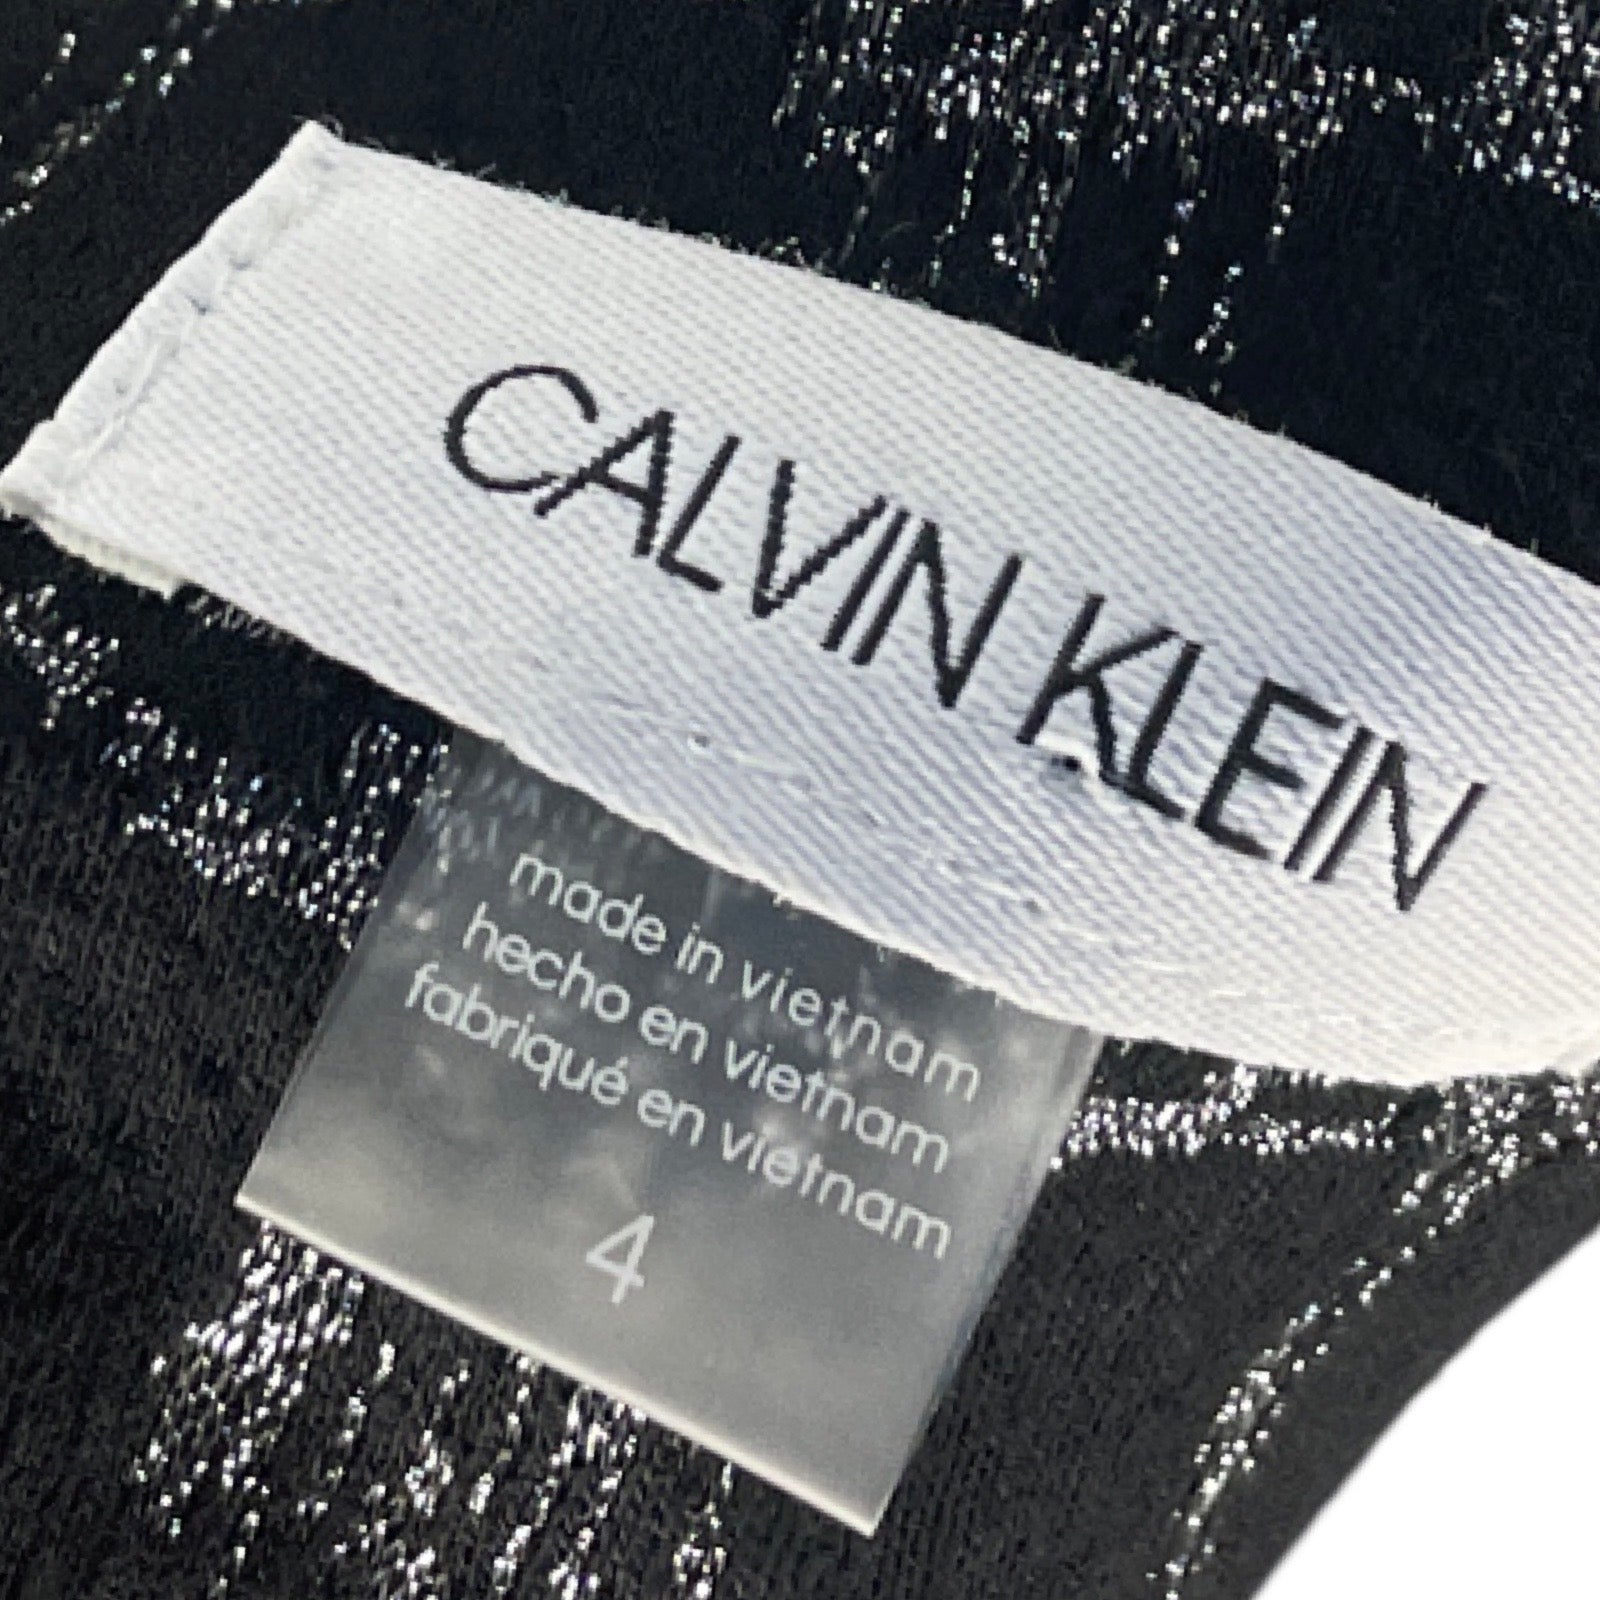 CALVIN KLEIN
made in vietnam
hecho en vietnam
fabriqué en vietnam
4